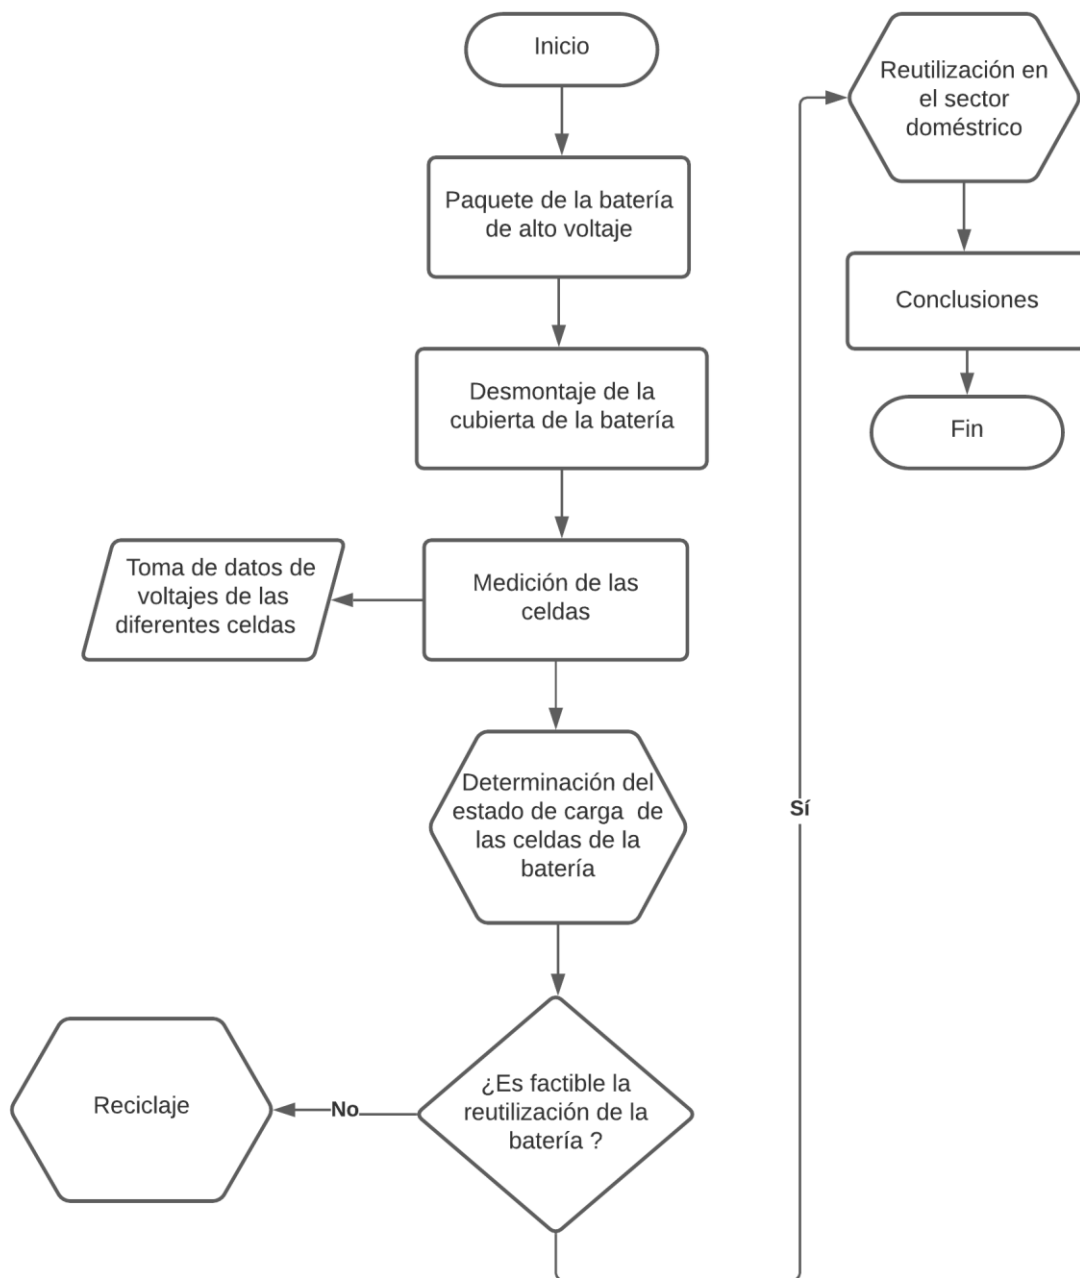 Inicio
Paquete de la batería
de alto voltaje
Desmontaje de la
cubierta de la batería
Medición de las
celdas
Toma de datos de
voltajes de las
diferentes celdas
Determinación del
estado de carga  de
las celdas de la
batería
¿Es factible la
reutilización de la
batería ?
No
Reciclaje
Sí
Reutilización en
el sector
doméstrico
Conclusiones
Fin